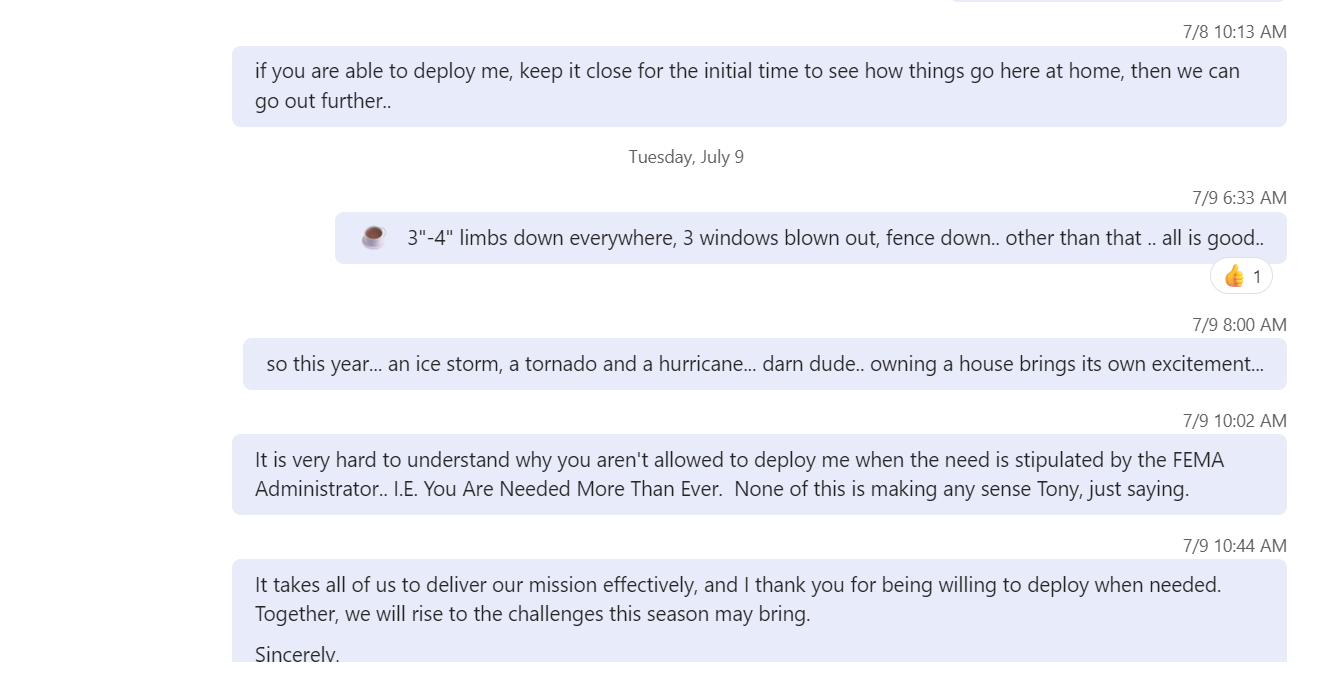 7/8 10:13 AM
if you are able to deploy me, keep it close for the initial time to see how things go here at home, then we can
go out further..
Tuesday, July 9
7/9 6:33 AM
☕ 3"-4" limbs down everywhere, 3 windows blown out, fence down.. other than that .. all is good..
👍 1
7/9 8:00 AM
so this year... an ice storm, a tornado and a hurricane... darn dude.. owning a house brings its own excitement...
7/9 10:02 AM
It is very hard to understand why you aren't allowed to deploy me when the need is stipulated by the FEMA
Administrator.. I.E. You Are Needed More Than Ever.  None of this is making any sense Tony, just saying.
7/9 10:44 AM
It takes all of us to deliver our mission effectively, and I thank you for being willing to deploy when needed.
Together, we will rise to the challenges this season may bring.
Sincerely,